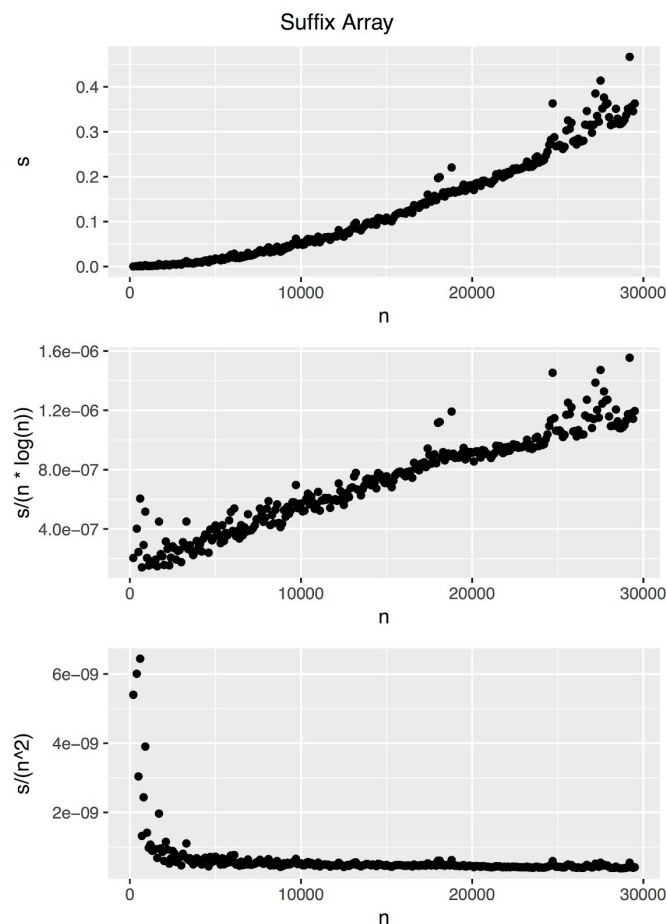 Suffix Array
s
0.4
0.3
0.2
0.1
0.0
0
10000
20000
30000
n
s/(n * log(n))
1.6e-06
1.2e-06
8.0e-07
4.0e-07
0
10000
20000
30000
n
s/(n^2)
6e-09
4e-09
2e-09
0
10000
20000
30000
n